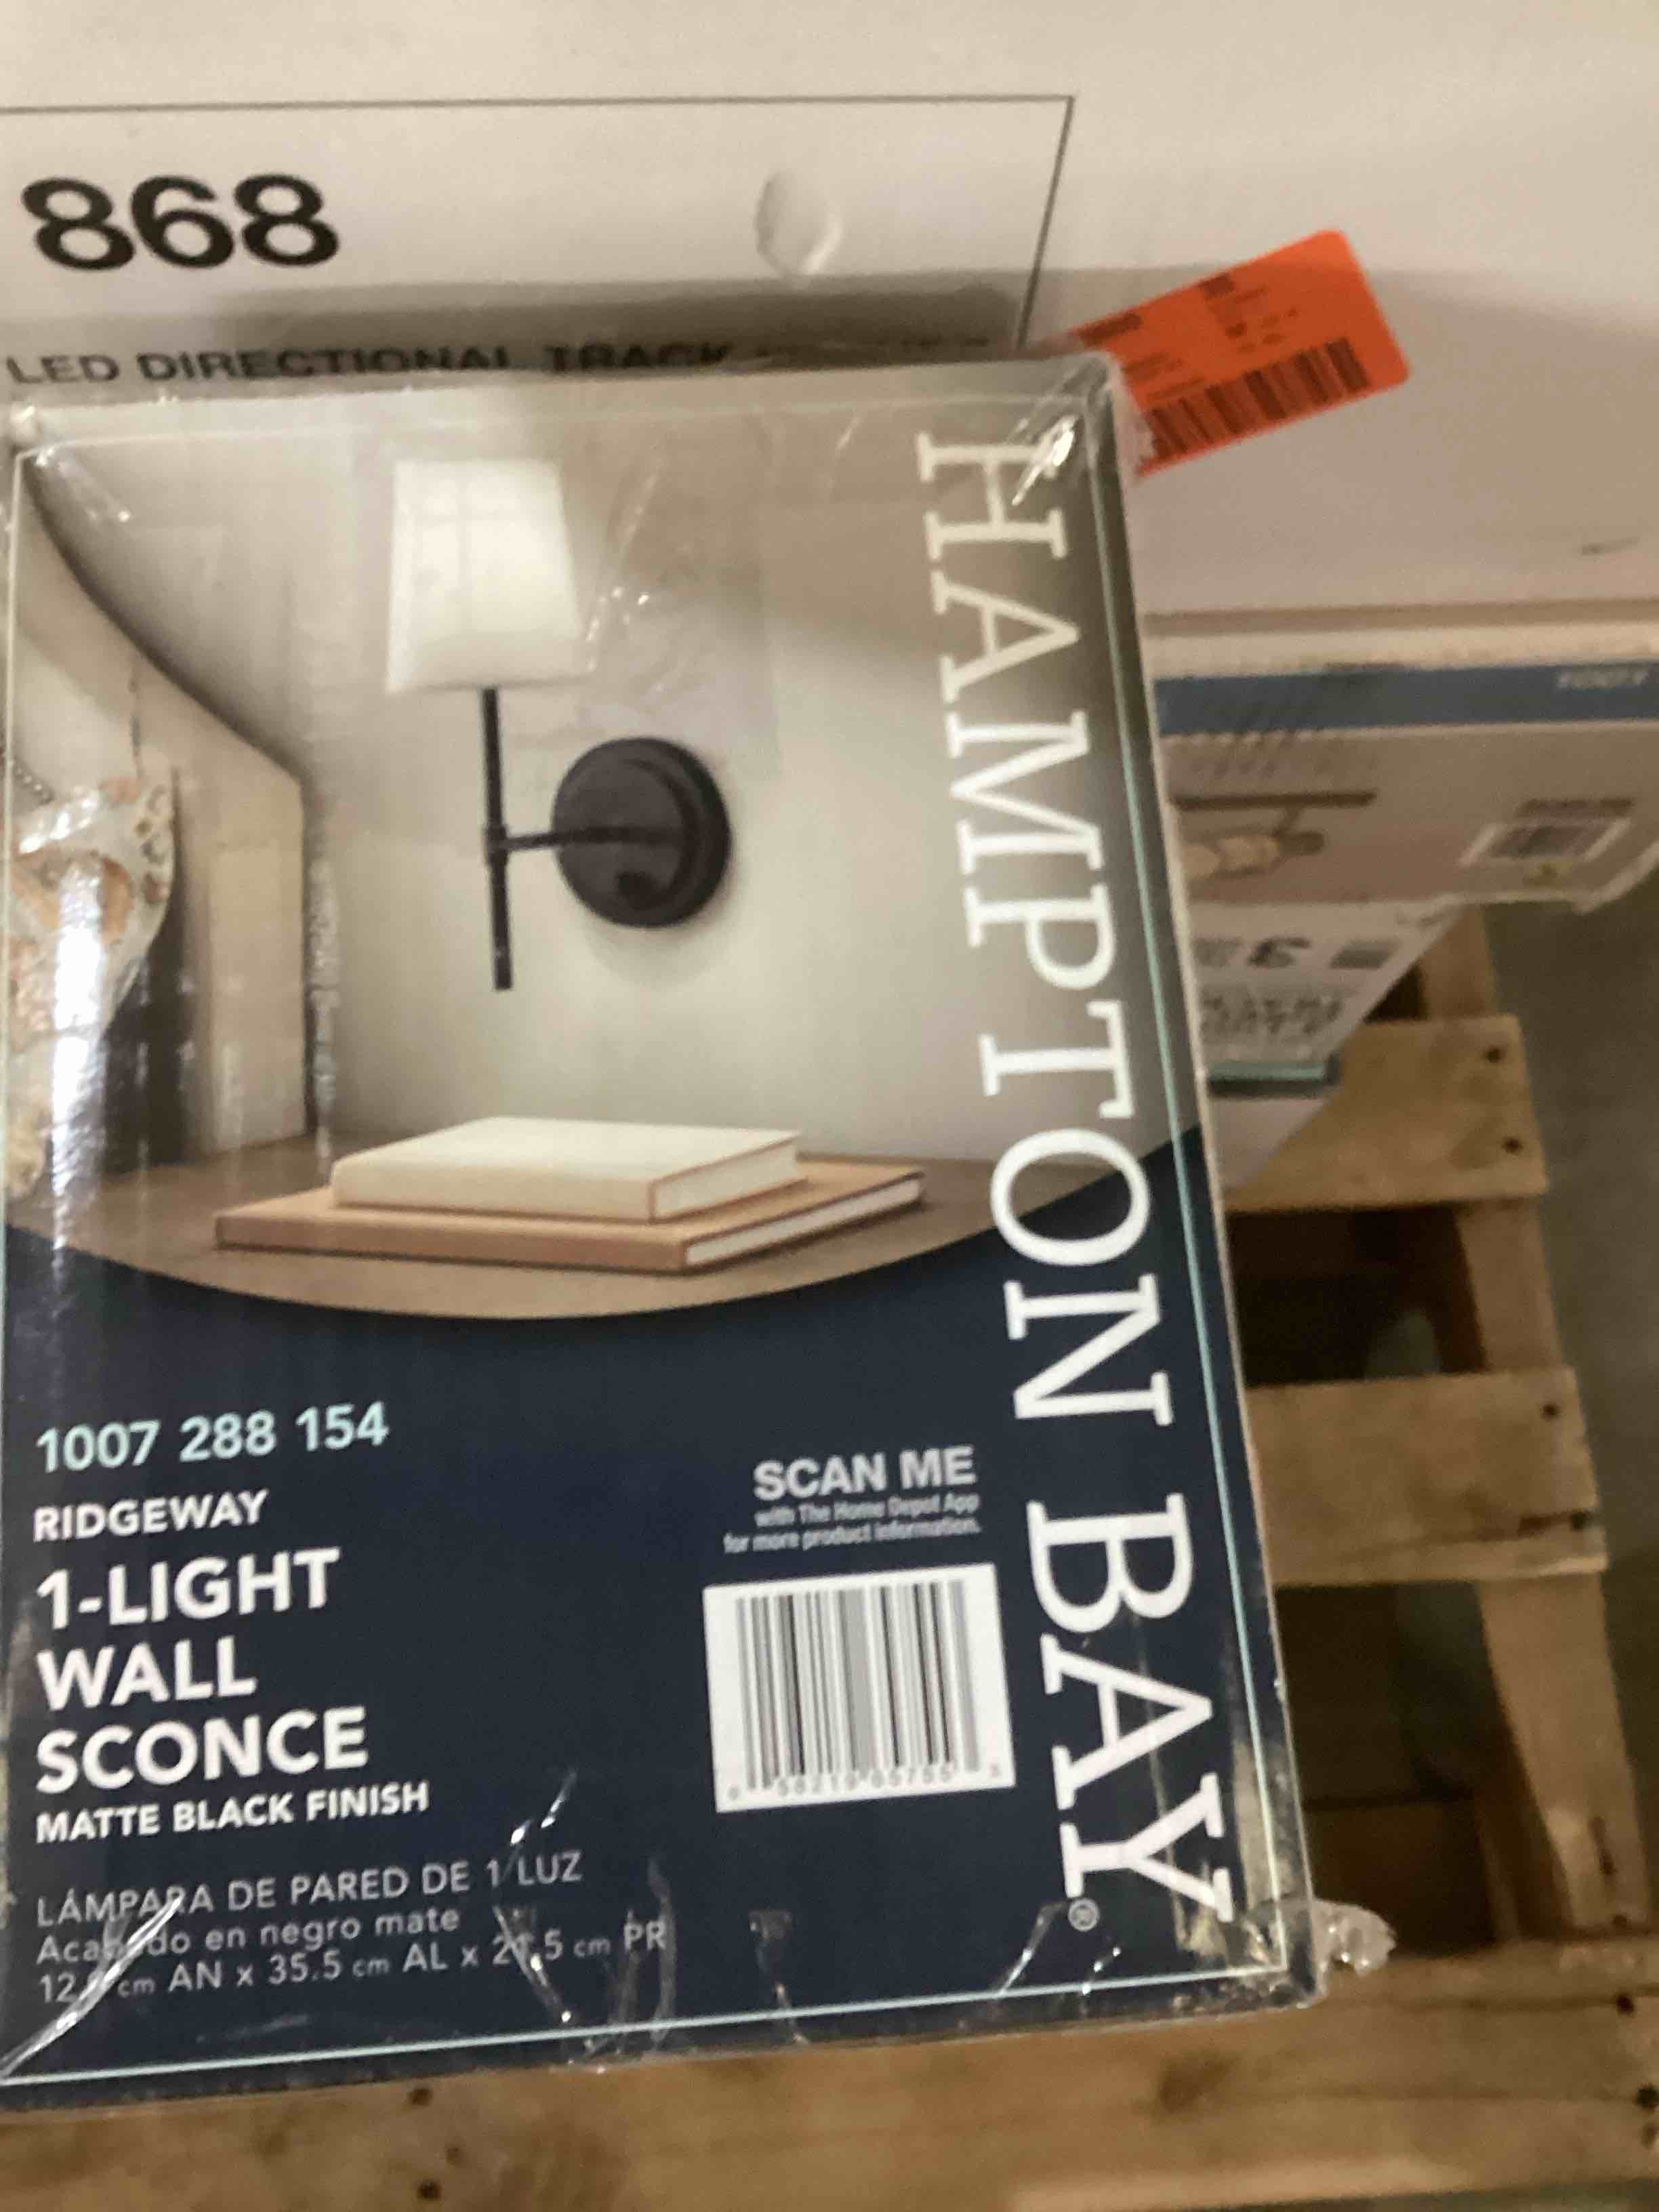 868
LED DIRECTIONAL TRACK
HAMPTON BAY®
1007 288 154
RIDGEWAY
1-LIGHT
WALL
SCONCE
MATTE BLACK FINISH
SCAN ME
with The Home Depot App
for more product information.
LÁMPARA DE PARED DE 1 LUZ
Acabado en negro mate
cm AN x 35.5 cm AL x cm PR